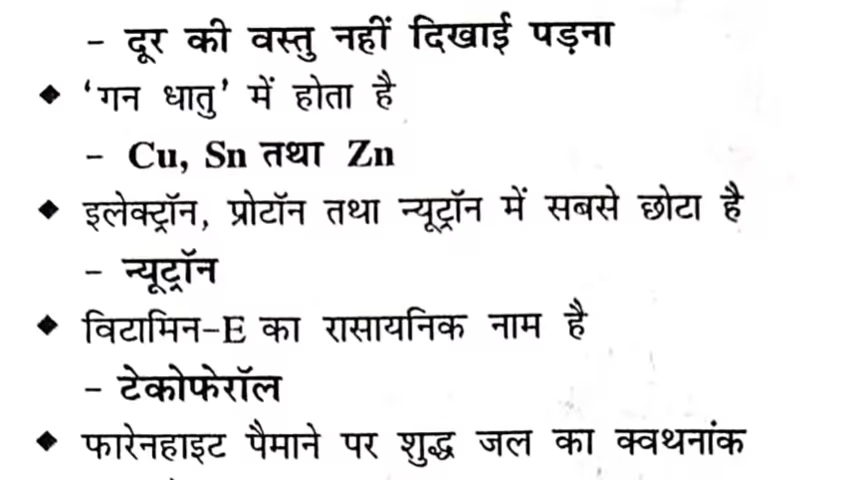 - दूर की वस्तु नहीं दिखाई पड़ना
◆ 'गन धातु' में होता है
- Cu, Sn तथा Zn
◆ इलेक्ट्रॉन, प्रोटॉन तथा न्यूट्रॉन में सबसे छोटा है
- न्यूट्रॉन
◆ विटामिन-E का रासायनिक नाम है
- टेकोफेरॉल
◆ फारेनहाइट पैमाने पर शुद्ध जल का क्वथनांक